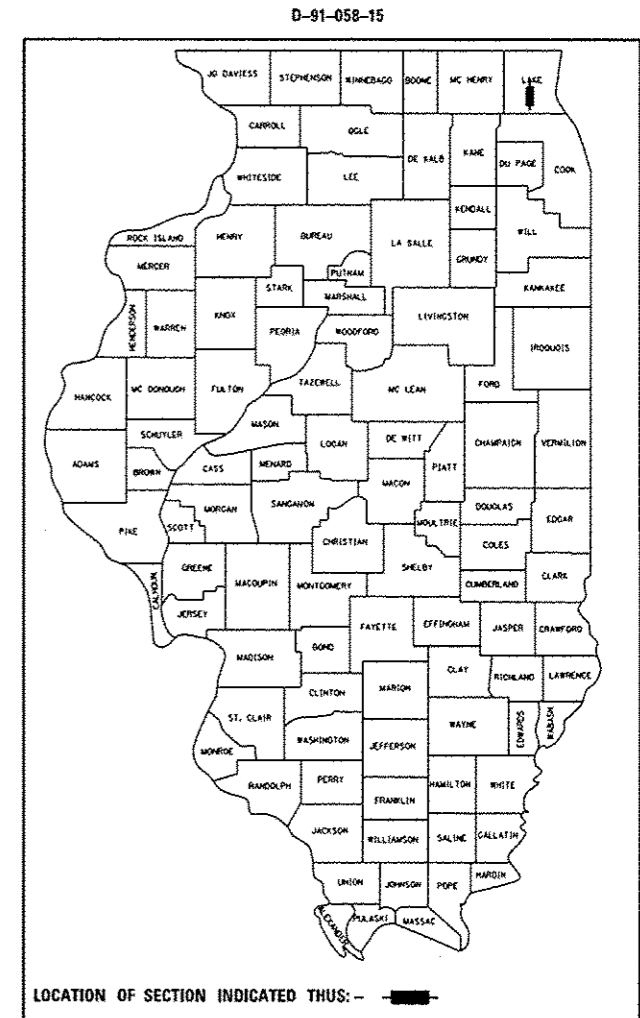 D-91-058-15
JO DAVIESS STEPHENSON WINNEBAGO BOONE MC HENRY LAKE
CARROLL OGLE
DE KALB KANE DU PAGE COOK
WHITESIDE LEE
KENDALL
ROCK ISLAND HENRY BUREAU LA SALLE WILL
MERCER GRUNDY
PUTNAM KANKAKEE
STARK MARSHALL
HENDERSON WARREN KNOX PEORIA WOODFORD LIVINGSTON IROQUOIS
HANCOCK MC DONOUGH FULTON TAZEWELL MC LEAN FORD
MASON
SCHUYLER LOGAN DE WITT CHAMPAIGN VERMILION
ADAMS BROWN CASS MENARD PIATT
MACON
MORGAN SANGAMON DOUGLAS
PIKE SCOTT MOULTRIE EDGAR
CHRISTIAN COLES
GREENE SHELBY
CALHOUN MACOUPIN MONTGOMERY CUMBERLAND CLARK
JERSEY
FAYETTE EFFINGHAM JASPER CRAWFORD
MADISON BOND
CLAY
MARION RICHLAND LAWRENCE
CLINTON
ST. CLAIR WAYNE EDWARDS WABASH
WASHINGTON JEFFERSON
MONROE
RANDOLPH PERRY HAMILTON WHITE
FRANKLIN
JACKSON WILLIAMSON SALINE GALLATIN
UNION JOHNSON POPE HARDIN
ALEXANDER PULASKI MASSAC
LOCATION OF SECTION INDICATED THUS: - -